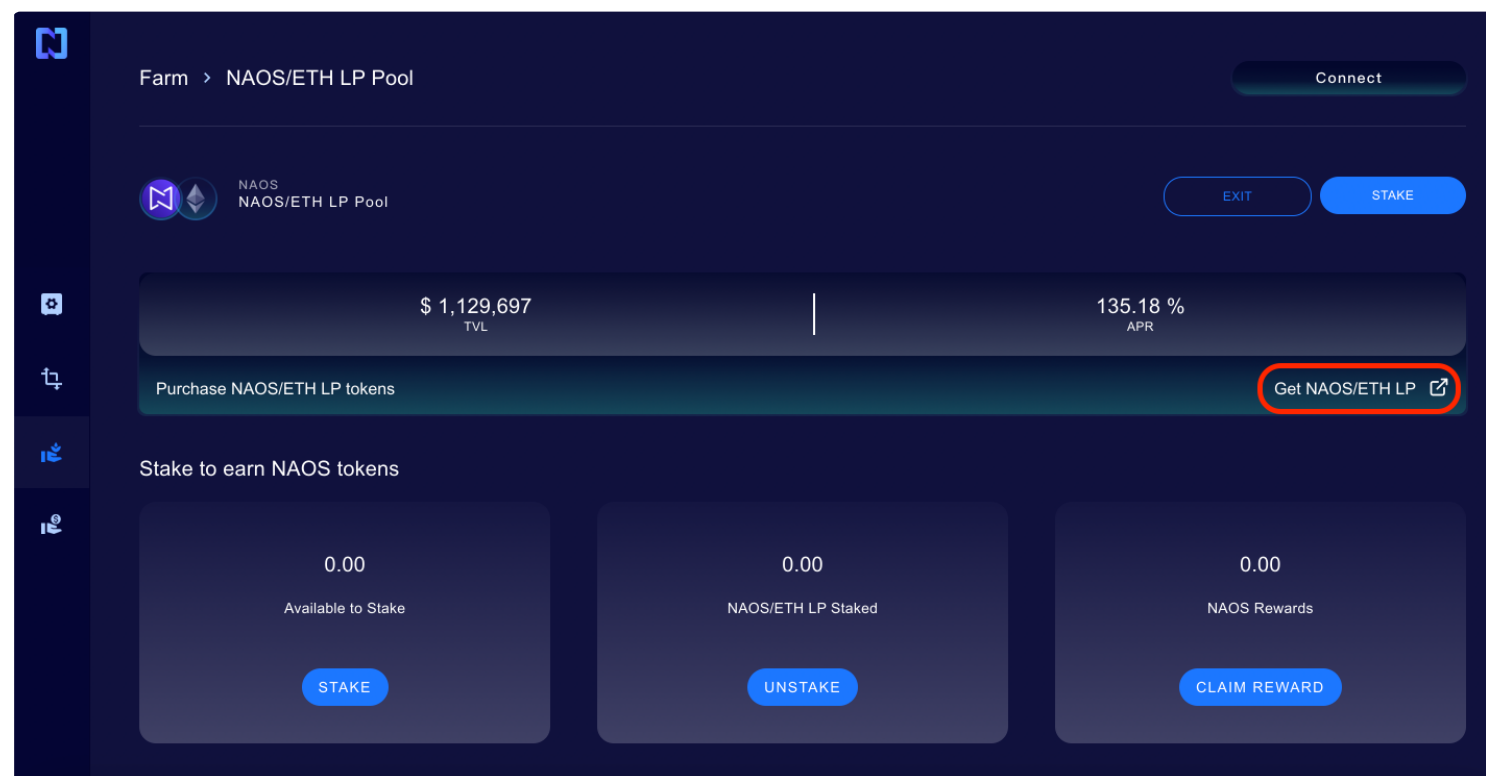 Farm > NAOS/ETH LP Pool
Connect
NAOS
NAOS/ETH LP Pool
EXIT
STAKE
$ 1,129,697
TVL
135.18 %
APR
Purchase NAOS/ETH LP tokens
Get NAOS/ETH LP
Stake to earn NAOS tokens
0.00
Available to Stake
STAKE
0.00
NAOS/ETH LP Staked
UNSTAKE
0.00
NAOS Rewards
CLAIM REWARD